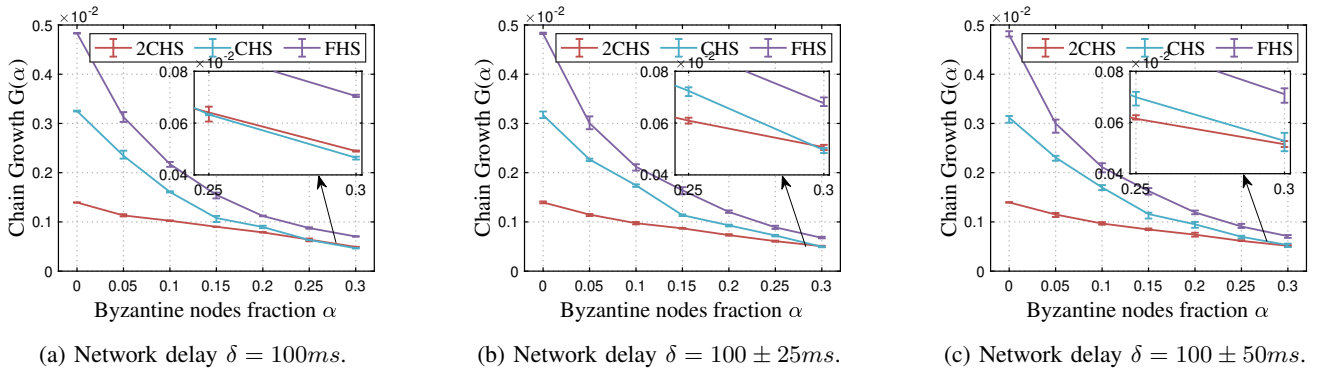 ×10⁻²
0.5
0.4
0.3
0.2
0.1
0
Chain Growth G(α)
2CHS CHS FHS
×10⁻²
0.08
0.06
0.04
0.25 0.3
0 0.05 0.1 0.15 0.2 0.25 0.3
Byzantine nodes fraction α
(a) Network delay δ = 100ms.
×10⁻²
0.5
0.4
0.3
0.2
0.1
0
Chain Growth G(α)
2CHS CHS FHS
×10⁻²
0.08
0.06
0.04
0.25 0.3
0 0.05 0.1 0.15 0.2 0.25 0.3
Byzantine nodes fraction α
(b) Network delay δ = 100 ± 25ms.
×10⁻²
0.5
0.4
0.3
0.2
0.1
0
Chain Growth G(α)
2CHS CHS FHS
×10⁻²
0.08
0.06
0.04
0.25 0.3
0 0.05 0.1 0.15 0.2 0.25 0.3
Byzantine nodes fraction α
(c) Network delay δ = 100 ± 50ms.